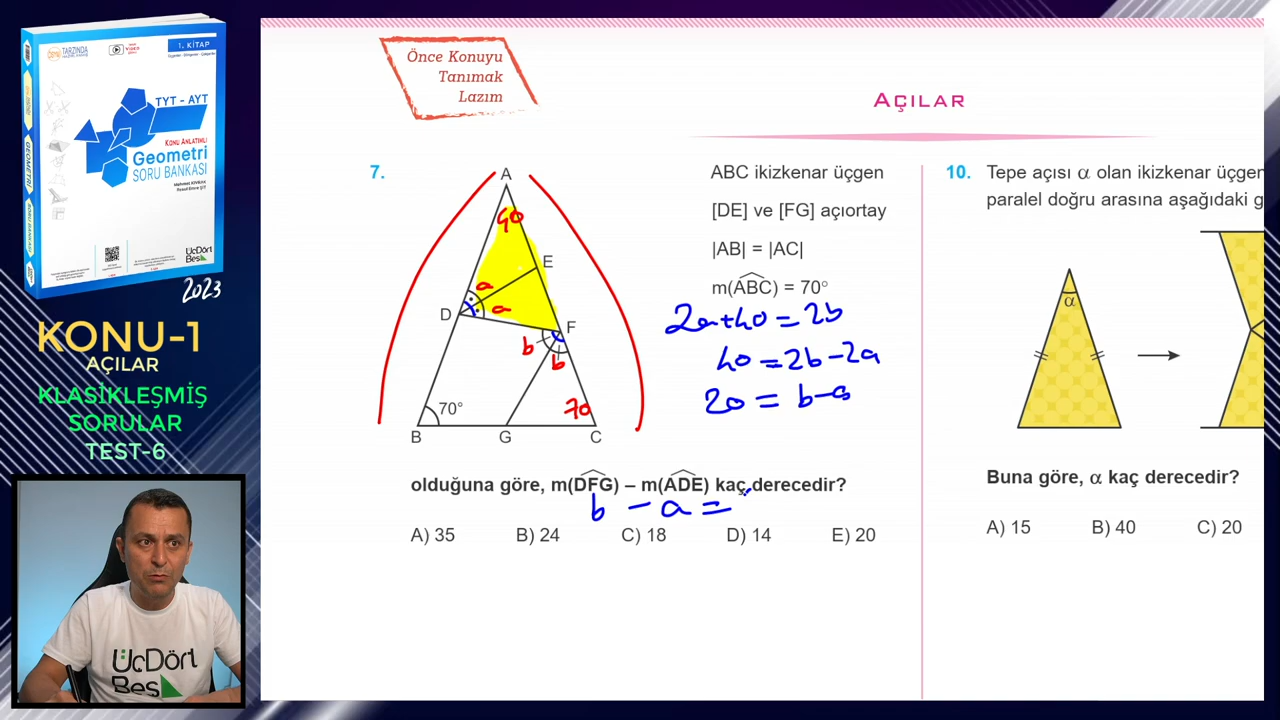 TARZINDA
1. KİTAP
TYT - AYT
KONU ANLATIMLI
Geometri
SORU BANKASI
GEOMETRİ
ÜçDört
Beş
2023
KONU-1
AÇILAR
KLASİKLEŞMİŞ
SORULAR
TEST-6
ÜçDört
Beş
Önce Konuyu
Tanımak
Lazım
AÇILAR
7.
A
40
E
a
a
D
F
b
b
70°
70
B
G
C
ABC ikizkenar üçgen
[DE] ve [FG] açıortay
|AB| = |AC|
m(ABC) = 70°
2a+40 = 2b
40 = 2b-2a
20 = b-a
olduğuna göre, m(DFG) – m(ADE) kaç derecedir?
b - a =
A) 35 B) 24 C) 18 D) 14 E) 20
10. Tepe açısı α olan ikizkenar üçgen
paralel doğru arasına aşağıdaki g
α
Buna göre, α kaç derecedir?
A) 15 B) 40 C) 20